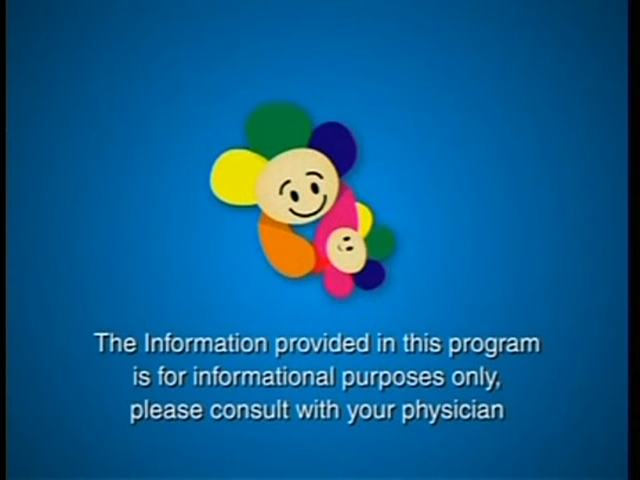 The Information provided in this program
is for informational purposes only,
please consult with your physician